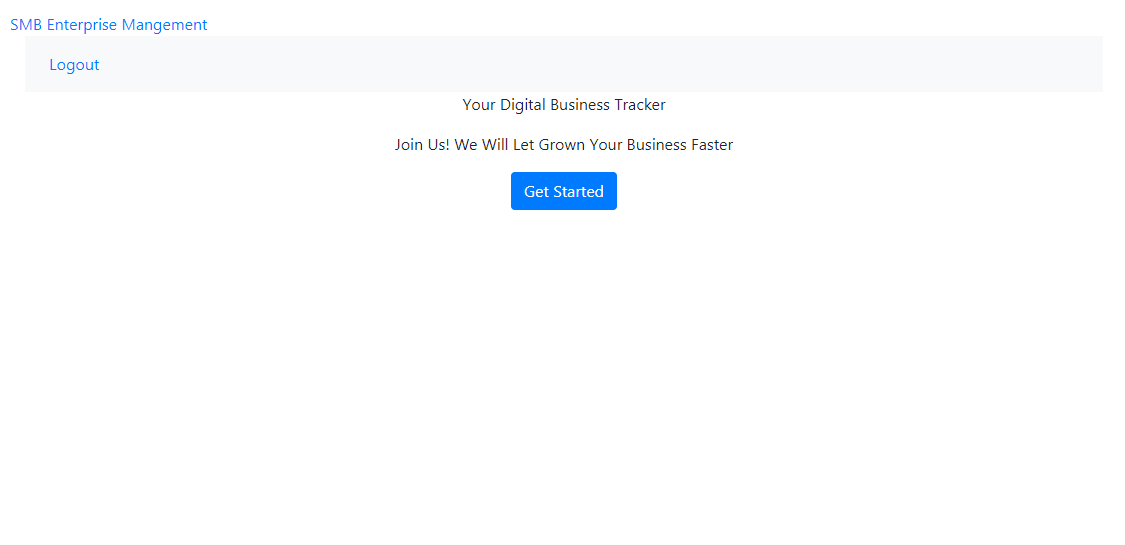 SMB Enterprise Mangement
Logout
Your Digital Business Tracker
Join Us! We Will Let Grown Your Business Faster
Get Started